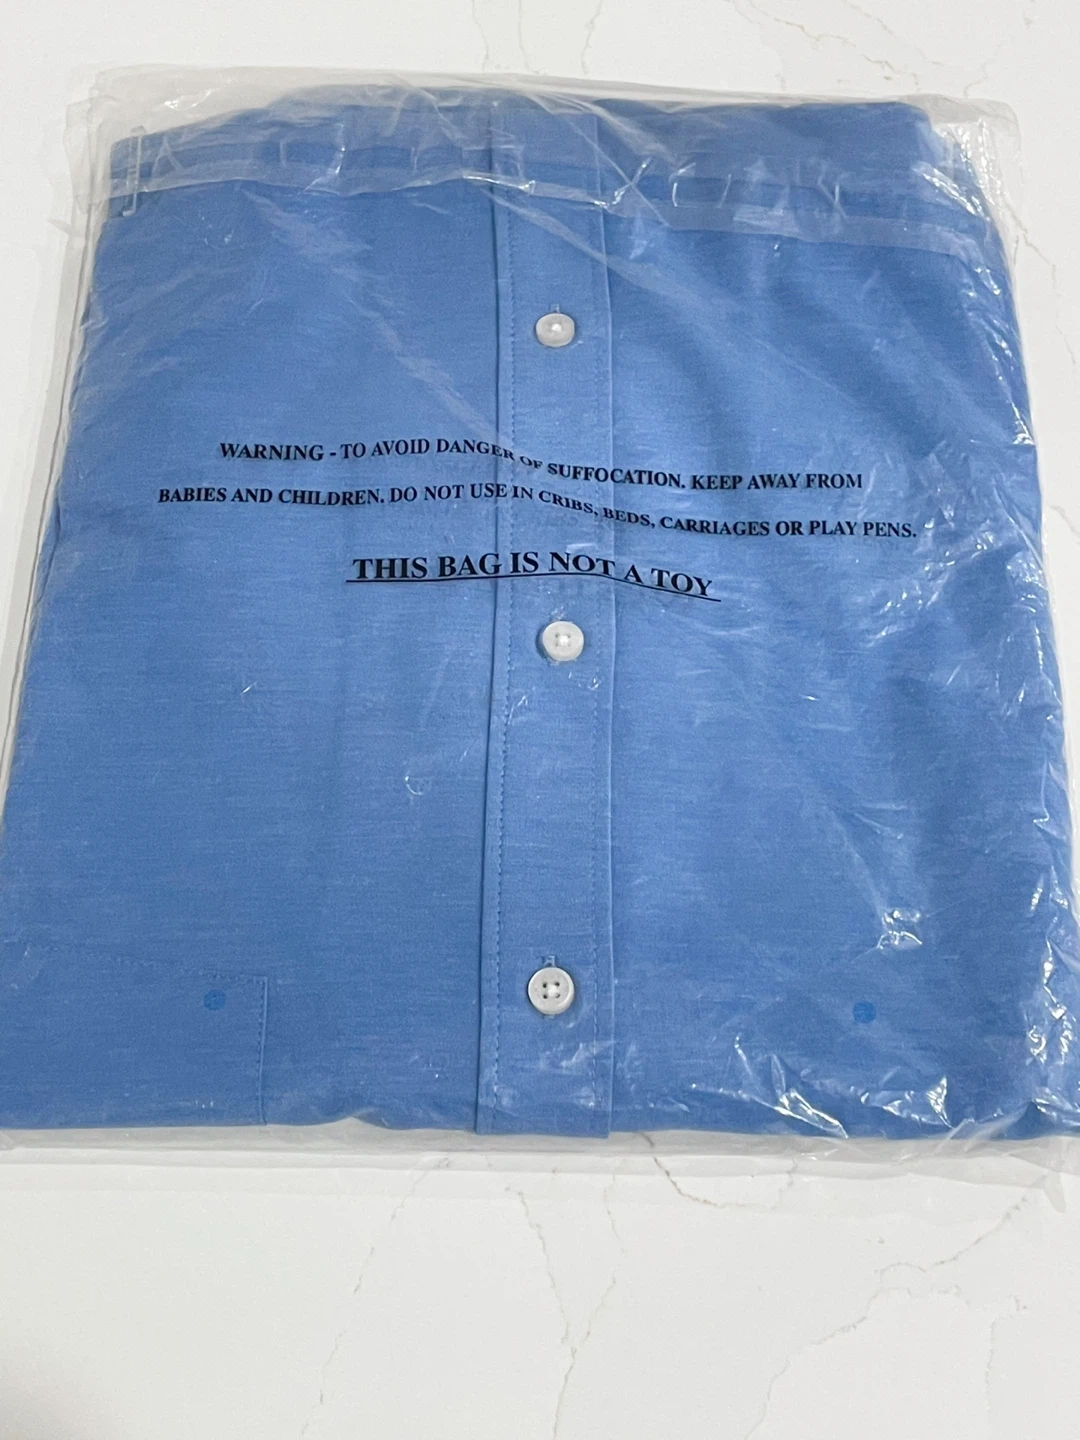 WARNING - TO AVOID DANGER OF SUFFOCATION. KEEP AWAY FROM
BABIES AND CHILDREN. DO NOT USE IN CRIBS, BEDS, CARRIAGES OR PLAY PENS.
THIS BAG IS NOT A TOY